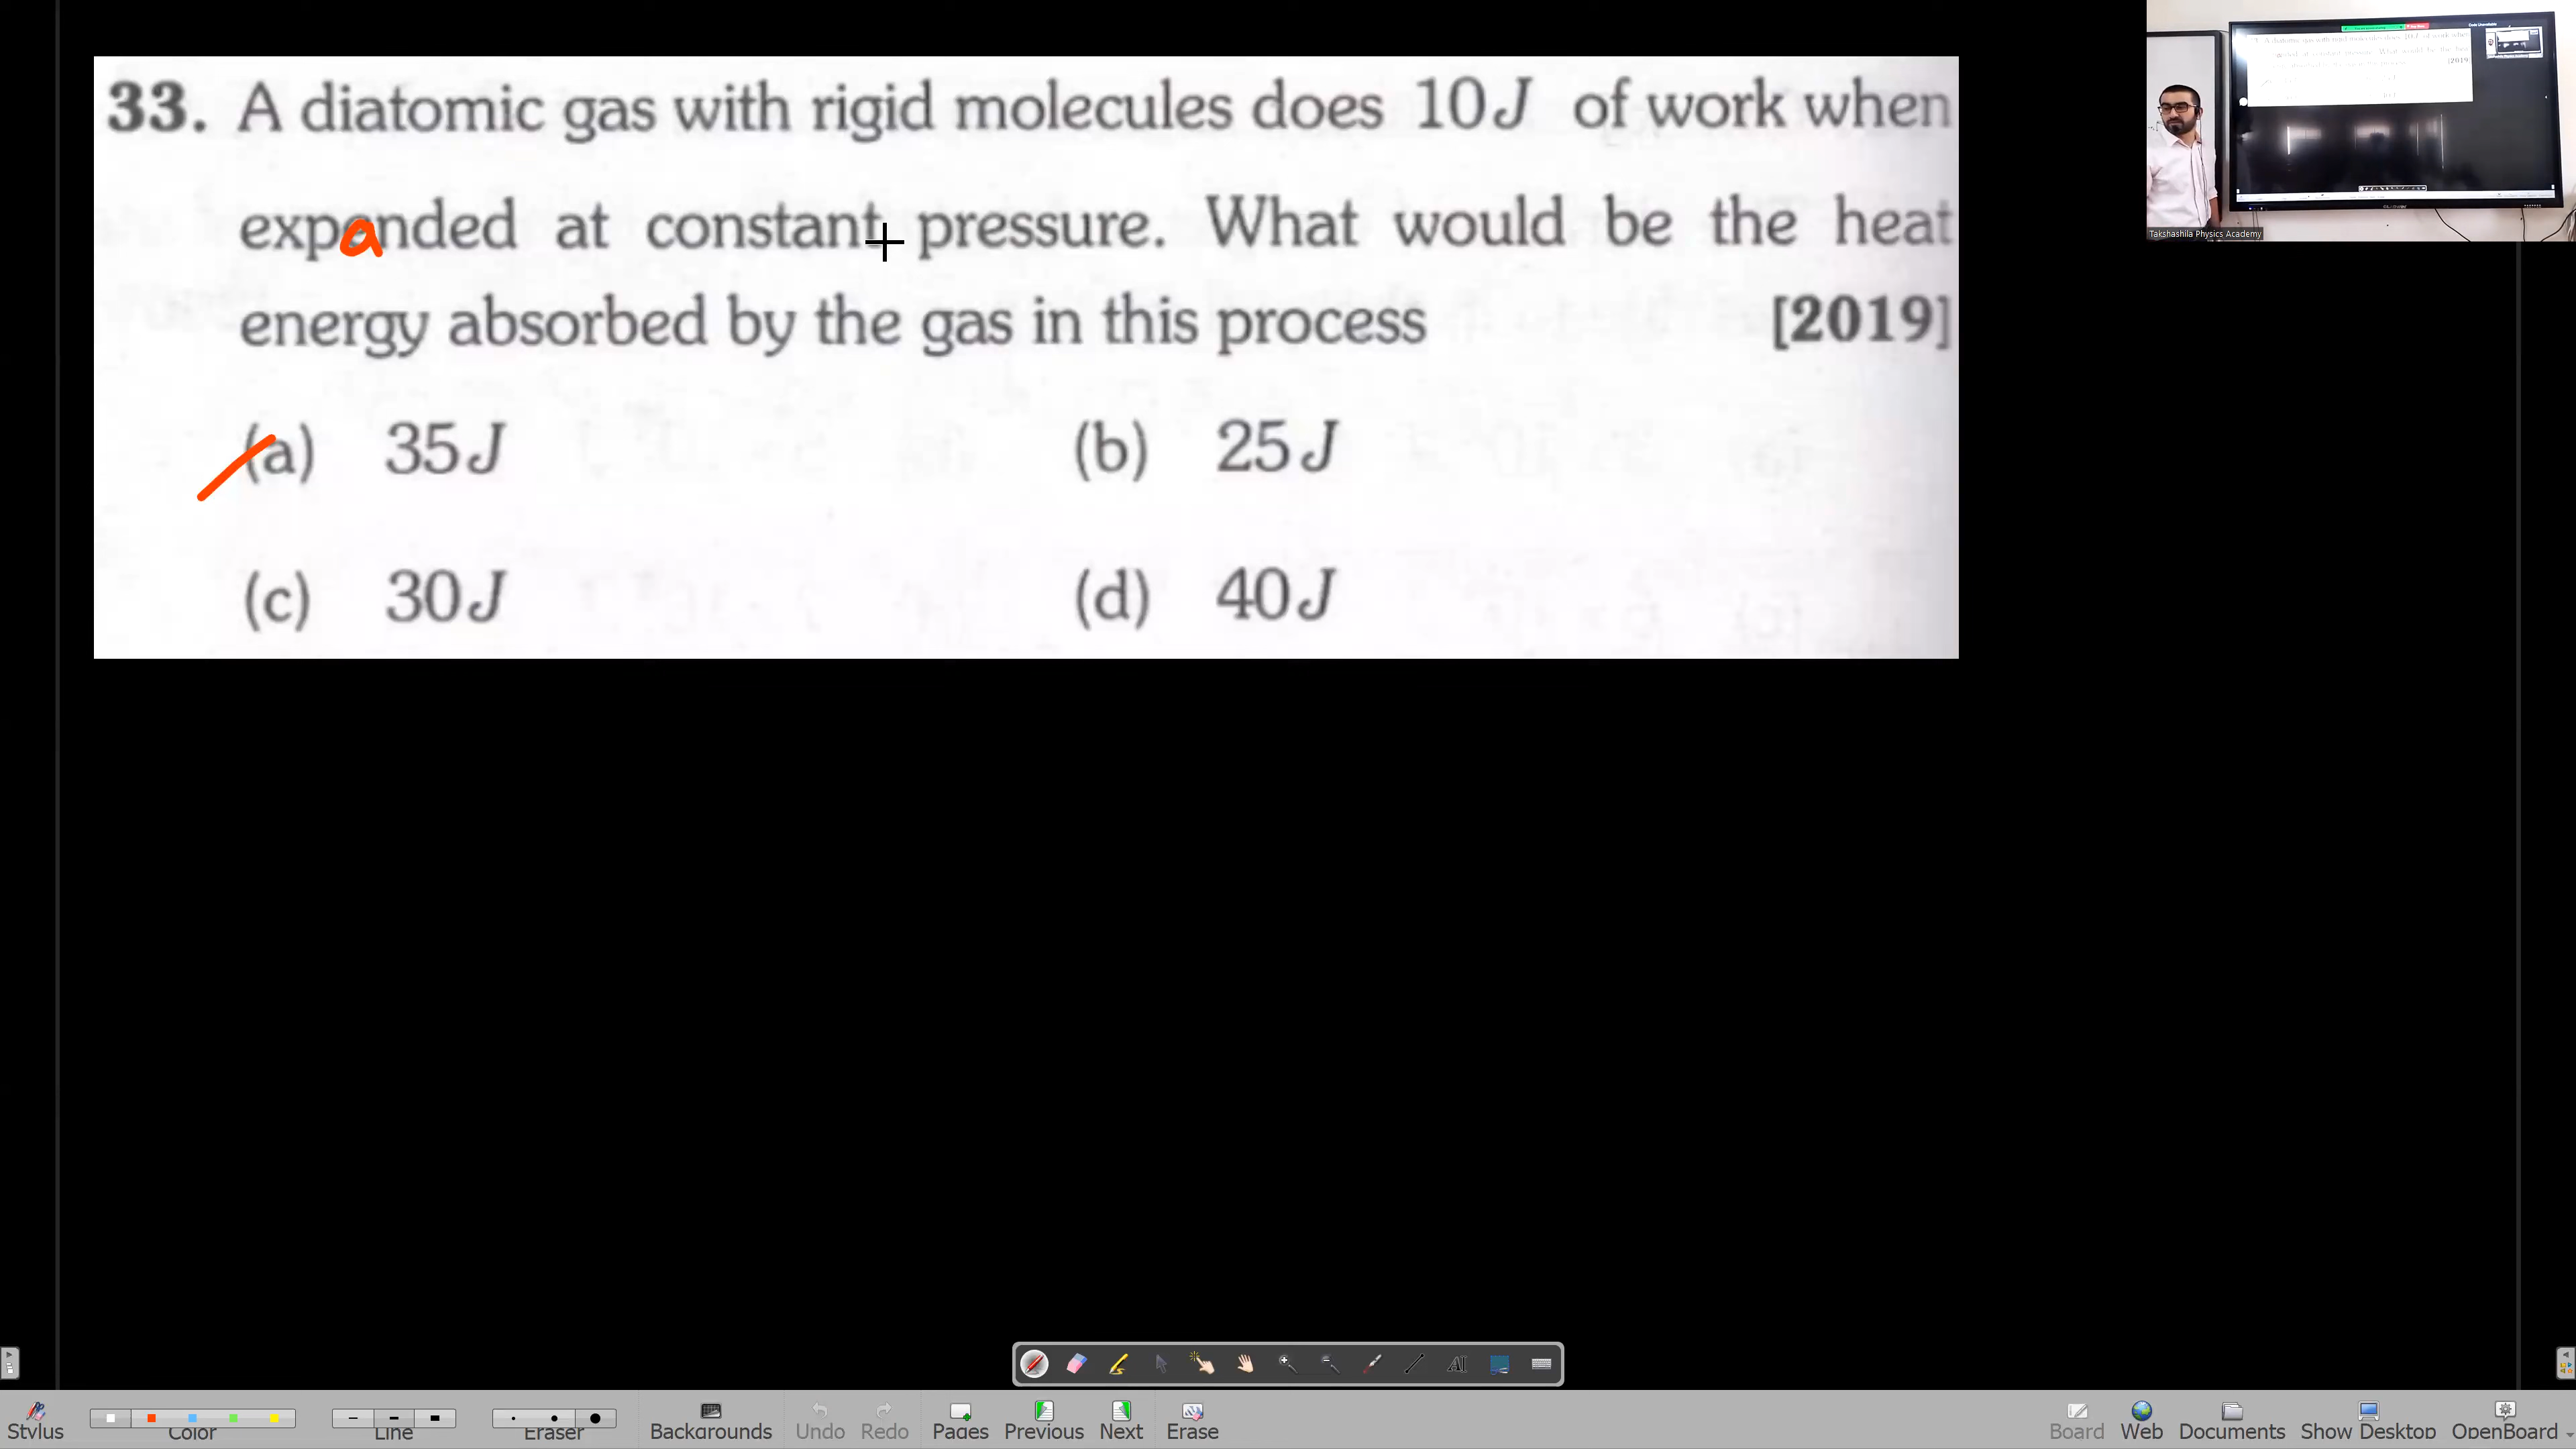 33. A diatomic gas with rigid molecules does 10J of work when
expanded at constant pressure. What would be the heat
energy absorbed by the gas in this process [2019]
(a) 35J (b) 25J
(c) 30J (d) 40J
Takshashila Physics Academy
Stylus Color Line Eraser Backgrounds Undo Redo Pages Previous Next Erase Board Web Documents Show Desktop OpenBoard